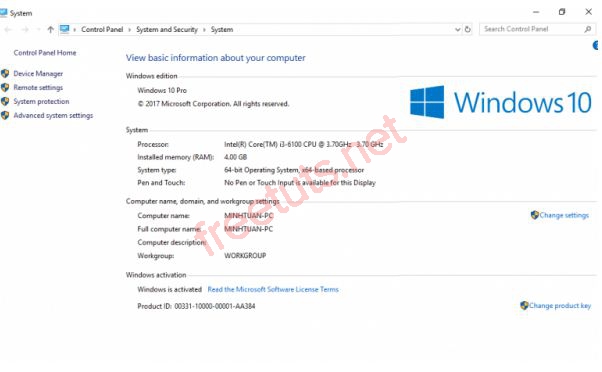 System
Control Panel > System and Security > System
Search Control Panel
Control Panel Home
Device Manager
Remote settings
System protection
Advanced system settings
View basic information about your computer
Windows edition
Windows 10 Pro
© 2017 Microsoft Corporation. All rights reserved.
Windows 10
System
Processor: Intel(R) Core(TM) i3-6100 CPU @ 3.70GHz 3.70 GHz
Installed memory (RAM): 4.00 GB
System type: 64-bit Operating System, x64-based processor
Pen and Touch: No Pen or Touch Input is available for this Display
Computer name, domain, and workgroup settings
Computer name: MINHTUAN-PC
Change settings
Full computer name: MINHTUAN-PC
Computer description:
Workgroup: WORKGROUP
Windows activation
Windows is activated Read the Microsoft Software License Terms
Product ID: 00331-10000-00001-AA384
Change product key
freetuts.net